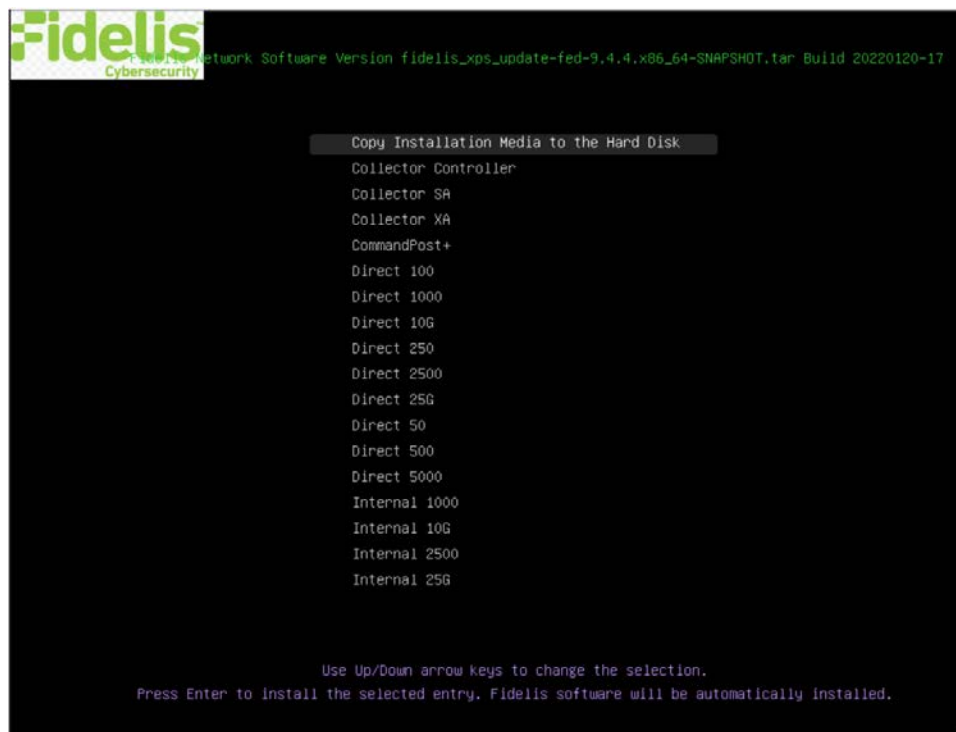 Fidelis
Cybersecurity
Fidelis Network Software Version fidelis_xps_update-fed-9.4.4.x86_64-SNAPSHOT.tar Build 20220120-17
Copy Installation Media to the Hard Disk
Collector Controller
Collector SA
Collector XA
CommandPost+
Direct 100
Direct 1000
Direct 10G
Direct 250
Direct 2500
Direct 25G
Direct 50
Direct 500
Direct 5000
Internal 1000
Internal 10G
Internal 2500
Internal 25G
Use Up/Down arrow keys to change the selection.
Press Enter to install the selected entry. Fidelis software will be automatically installed.